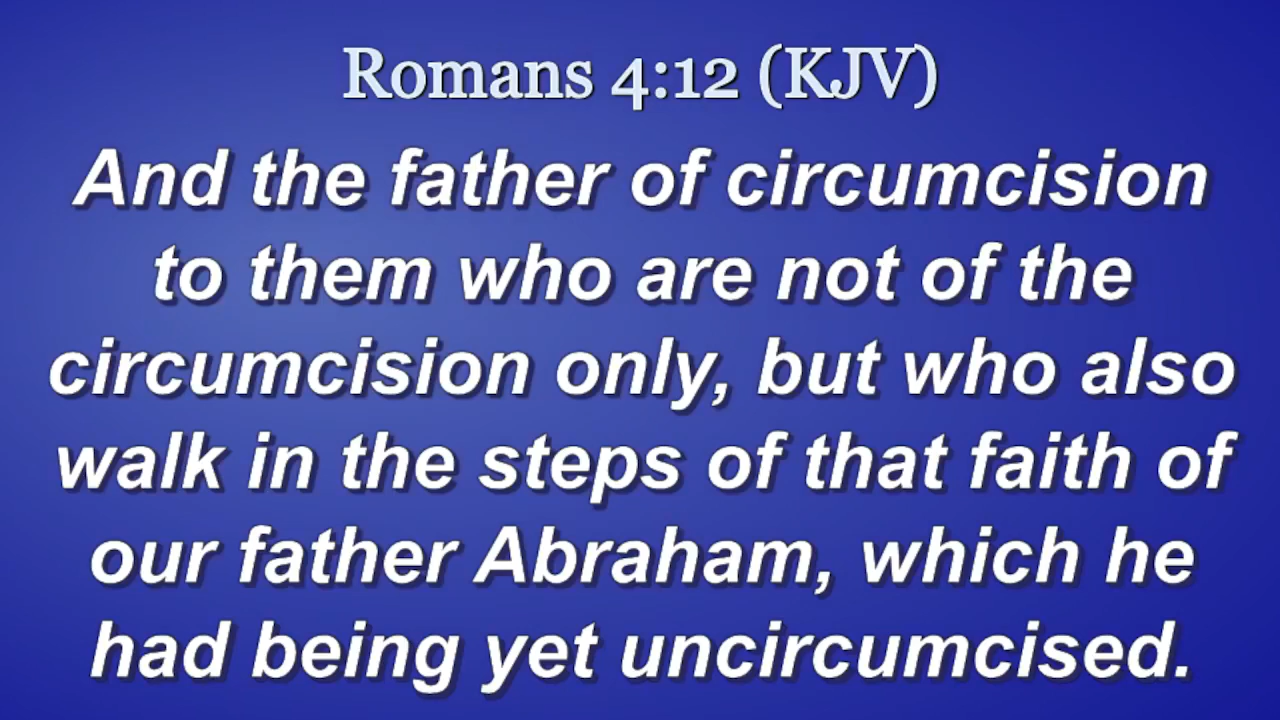 Romans 4:12 (KJV)
And the father of circumcision
to them who are not of the
circumcision only, but who also
walk in the steps of that faith of
our father Abraham, which he
had being yet uncircumcised.